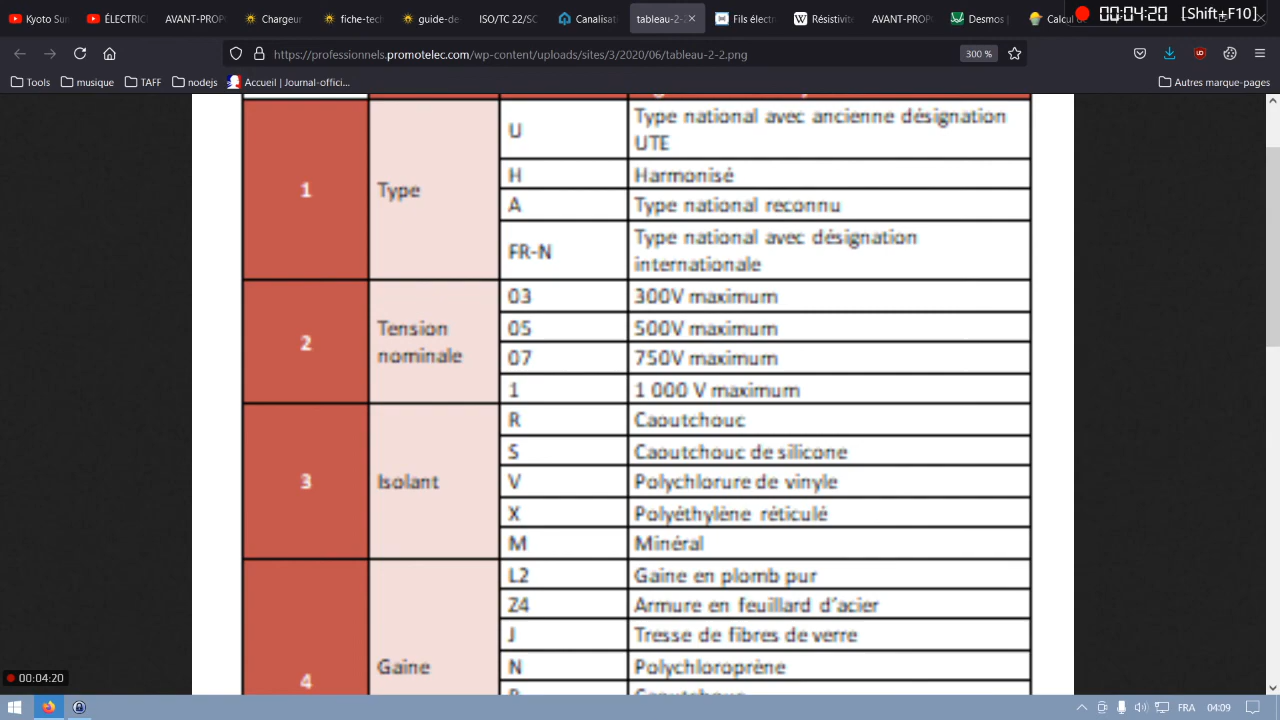 Kyoto Sun
ÉLECTRIC
AVANT-PROP
Chargeur
fiche-tec
guide-de
ISO/TC 22/SC
Canalisati
tableau-2-2
Fils élect
Résistivité
AVANT-PROP
Desmos
Calcul
00:04:20 [Shift+F10]
https://professionnels.promotelec.com/wp-content/uploads/sites/3/2020/06/tableau-2-2.png
300 %
Tools
musique
TAFF
nodejs
Accueil | Journal-offici...
Autres marque-pages
1
Type
U
Type national avec ancienne désignation
UTE
H
Harmonisé
A
Type national reconnu
FR-N
Type national avec désignation
internationale
2
Tension
nominale
03
300V maximum
05
500V maximum
07
750V maximum
1
1 000 V maximum
3
Isolant
R
Caoutchouc
S
Caoutchouc de silicone
V
Polychlorure de vinyle
X
Polyéthylène réticulé
M
Minéral
4
Gaine
L2
Gaine en plomb pur
Z4
Armure en feuillard d'acier
J
Tresse de fibres de verre
N
Polychloroprène
00:04:20
FRA
04:09